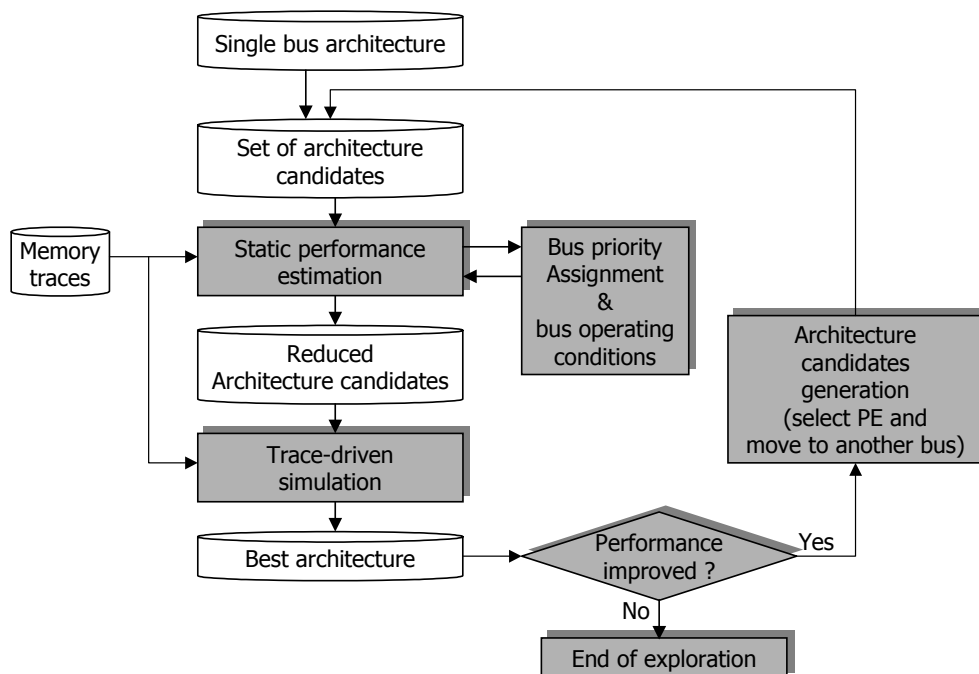 Single bus architecture
Set of architecture
candidates
Memory
traces
Static performance
estimation
Bus priority
Assignment
&
bus operating
conditions
Reduced
Architecture candidates
Architecture
candidates
generation
(select PE and
move to another bus)
Trace-driven
simulation
Best architecture
Performance
improved ?
Yes
No
End of exploration